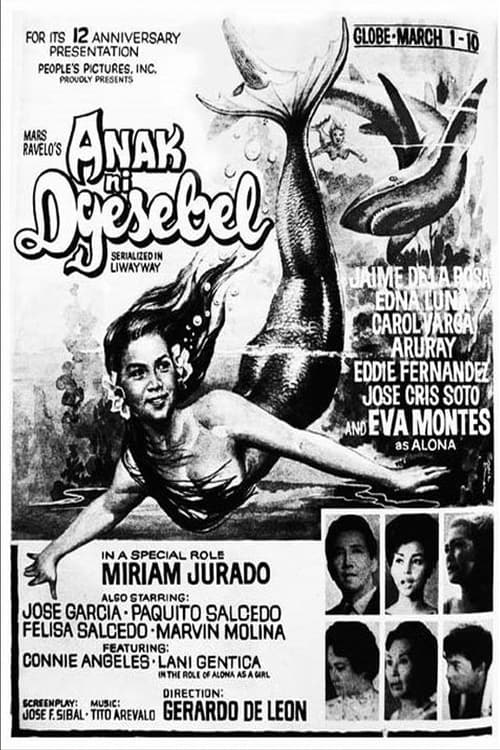 FOR ITS 12 ANNIVERSARY
PRESENTATION
PEOPLE'S PICTURES, INC.
PROUDLY PRESENTS
GLOBE·MARCH 1-10
MARS
RAVELO'S
ANAK
ni
Dyesebel
SERIALIZED IN
LIWAYWAY
JAIME DE LA ROSA
EDNA LUNA
CAROL VARGA
ARURAY
EDDIE FERNANDEZ
JOSE CRIS SOTO
AND EVA MONTES
AS ALONA
IN A SPECIAL ROLE
MIRIAM JURADO
ALSO STARRING:
JOSE GARCIA · PAQUITO SALCEDO
FELISA SALCEDO · MARVIN MOLINA
FEATURING:
CONNIE ANGELES · LANI GENTICA
IN THE ROLE OF ALONA AS A GIRL
SCREENPLAY:
JOSE F. SIBAL ·
MUSIC:
TITO AREVALO
DIRECTION:
GERARDO DE LEON